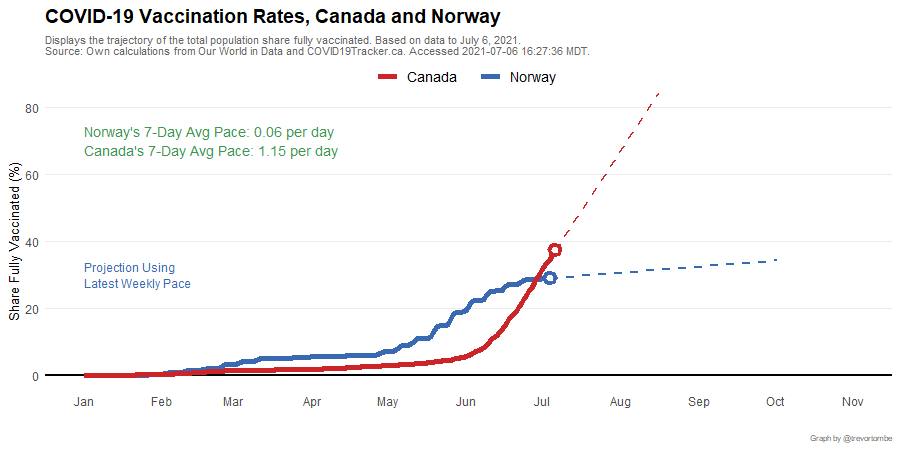 COVID-19 Vaccination Rates, Canada and Norway
Displays the trajectory of the total population share fully vaccinated. Based on data to July 6, 2021.
Source: Own calculations from Our World in Data and COVID19Tracker.ca. Accessed 2021-07-06 16:27:36 MDT.
Canada Norway
80
Norway's 7-Day Avg Pace: 0.06 per day
Canada's 7-Day Avg Pace: 1.15 per day
60
Share Fully Vaccinated (%)
40
Projection Using
Latest Weekly Pace
20
0
Jan Feb Mar Apr May Jun Jul Aug Sep Oct Nov
Graph by @trevortombe